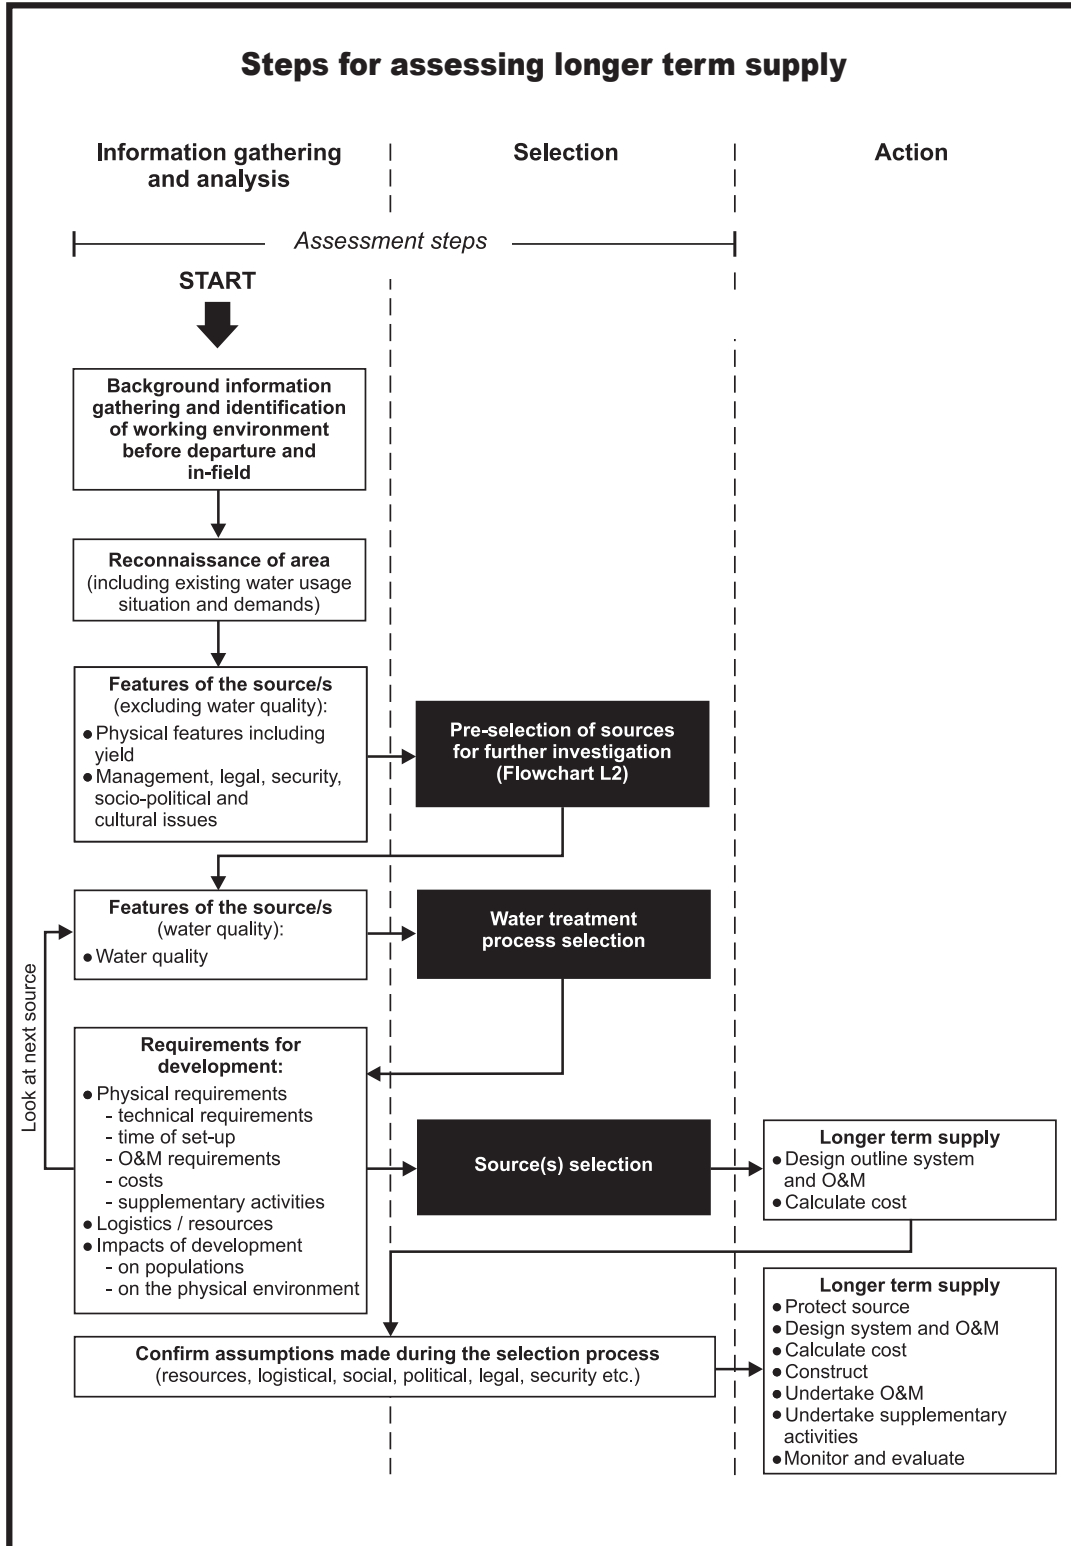 Steps for assessing longer term supply
Information gathering
and analysis
Selection
Action
Assessment steps
START
Background information
gathering and identification
of working environment
before departure and
in-field
Reconnaissance of area
(including existing water usage
situation and demands)
Features of the source/s
(excluding water quality):
● Physical features including
yield
● Management, legal, security,
socio-political and
cultural issues
Pre-selection of sources
for further investigation
(Flowchart L2)
Features of the source/s
(water quality):
● Water quality
Water treatment
process selection
Look at next source
Requirements for
development:
● Physical requirements
- technical requirements
- time of set-up
- O&M requirements
- costs
- supplementary activities
● Logistics / resources
● Impacts of development
- on populations
- on the physical environment
Source(s) selection
Longer term supply
● Design outline system
and O&M
● Calculate cost
Confirm assumptions made during the selection process
(resources, logistical, social, political, legal, security etc.)
Longer term supply
● Protect source
● Design system and O&M
● Calculate cost
● Construct
● Undertake O&M
● Undertake supplementary
activities
● Monitor and evaluate